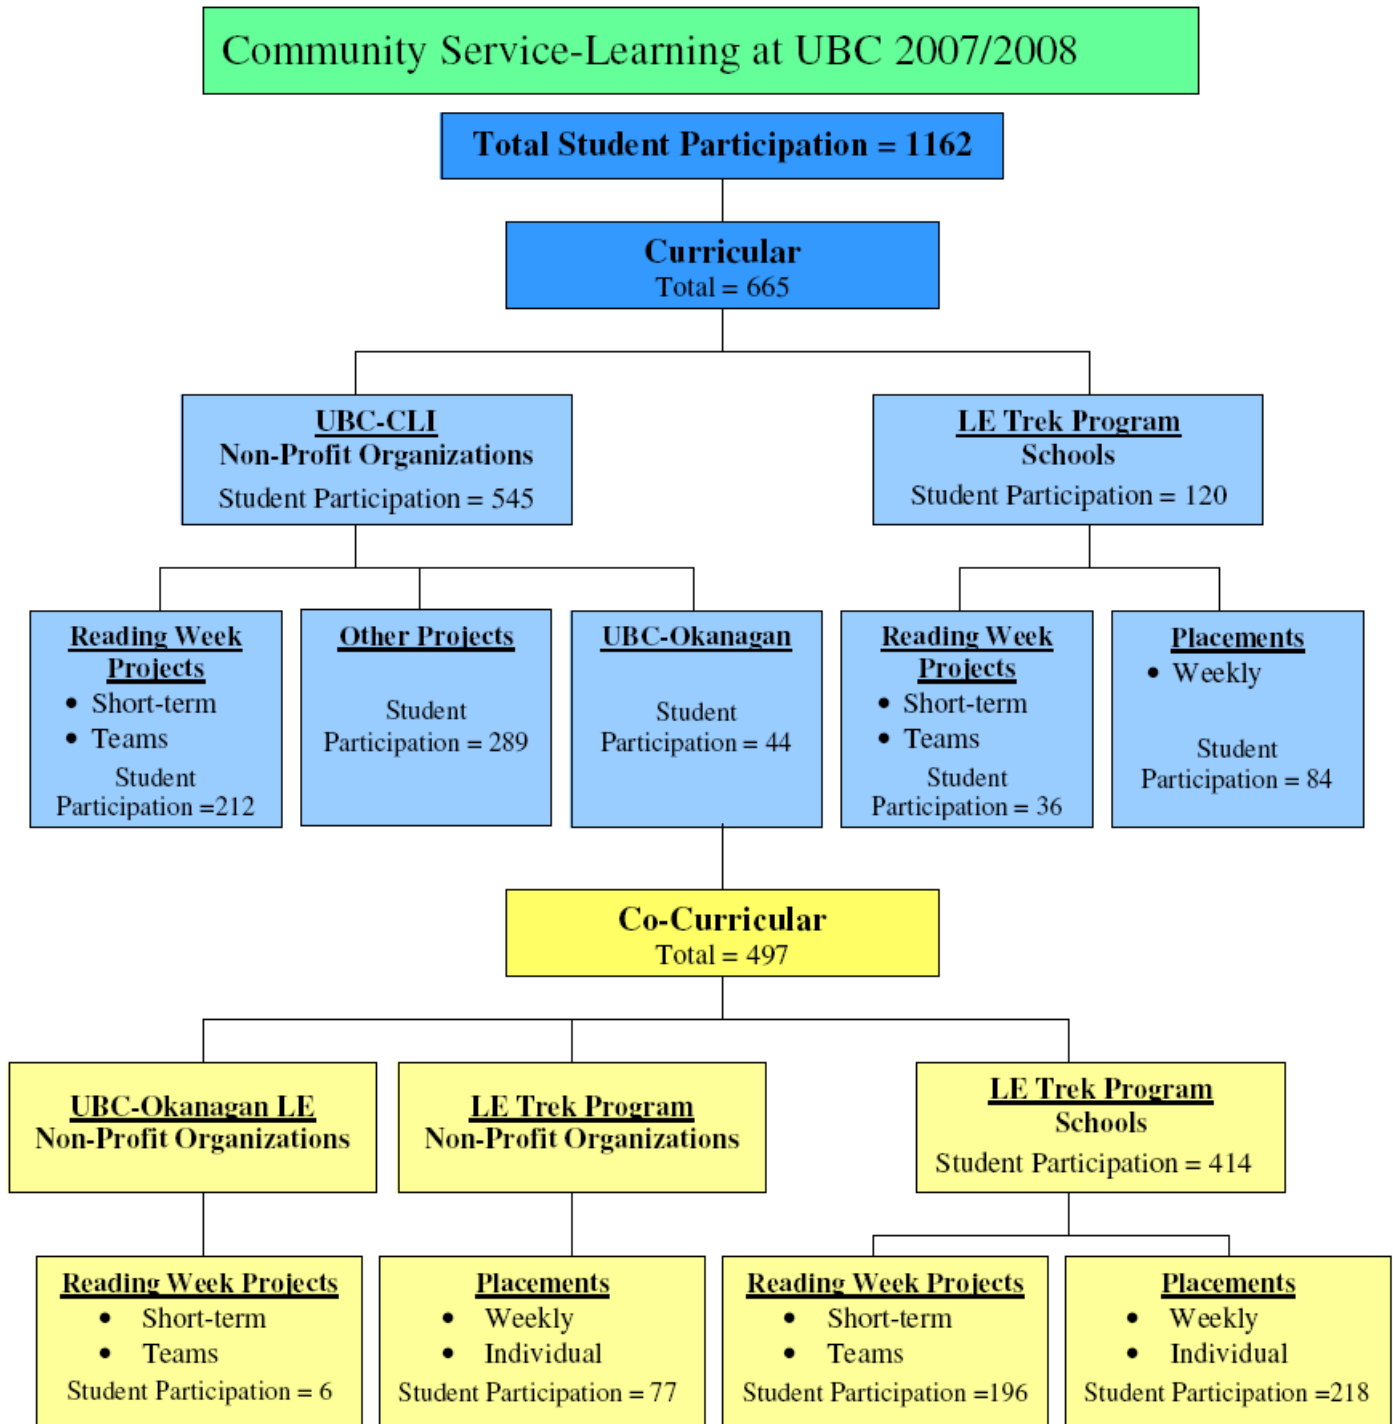 Community Service-Learning at UBC 2007/2008
Total Student Participation = 1162
Curricular
Total = 665
UBC-CLI
Non-Profit Organizations
Student Participation = 545
LE Trek Program
Schools
Student Participation = 120
Reading Week
Projects
• Short-term
• Teams
Student
Participation =212
Other Projects
Student
Participation = 289
UBC-Okanagan
Student
Participation = 44
Reading Week
Projects
• Short-term
• Teams
Student
Participation = 36
Placements
• Weekly
Student
Participation = 84
Co-Curricular
Total = 497
UBC-Okanagan LE
Non-Profit Organizations
LE Trek Program
Non-Profit Organizations
LE Trek Program
Schools
Student Participation = 414
Reading Week Projects
• Short-term
• Teams
Student Participation = 6
Placements
• Weekly
• Individual
Student Participation = 77
Reading Week Projects
• Short-term
• Teams
Student Participation =196
Placements
• Weekly
• Individual
Student Participation =218